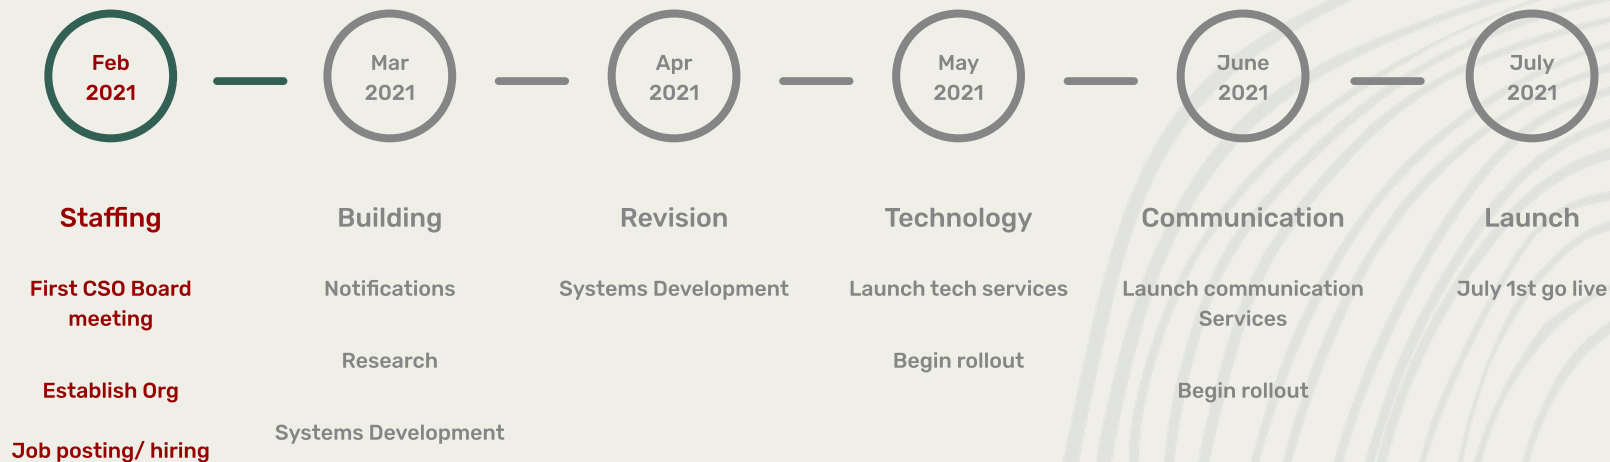 Feb
2021
Mar
2021
Apr
2021
May
2021
June
2021
July
2021
Staffing
Building
Revision
Technology
Communication
Launch
First CSO Board
meeting
Establish Org
Job posting/ hiring
Notifications
Research
Systems Development
Systems Development
Launch tech services
Begin rollout
Launch communication
Services
Begin rollout
July 1st go live